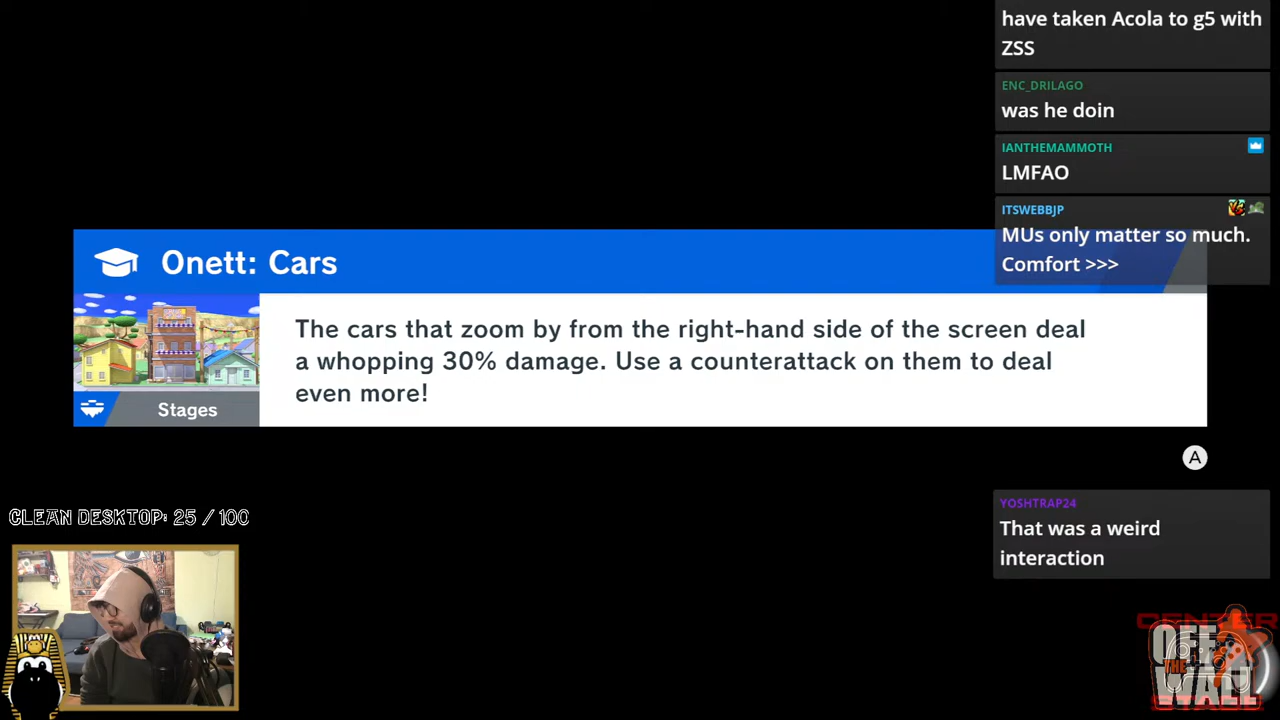 have taken Acola to g5 with
ZSS
ENC_DRILAGO
was he doin
IANTHEMAMMOTH
LMFAO
ITSWEBBJP
MUs only matter so much.
Comfort >>>
Onett: Cars
The cars that zoom by from the right-hand side of the screen deal
a whopping 30% damage. Use a counterattack on them to deal
even more!
Stages
A
YOSHTRAP24
That was a weird
interaction
CLEAN DESKTOP: 25 / 100
CENTER
OFF
THE
WALL
STAGE